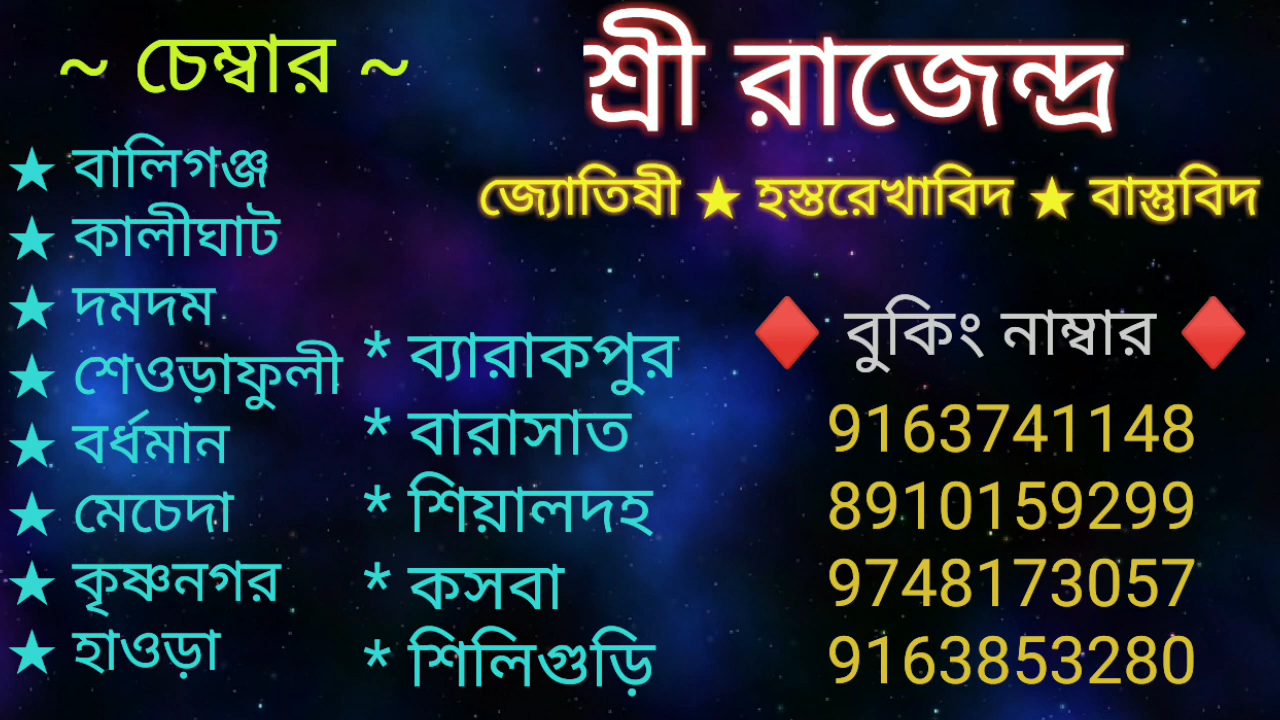 ~ চেম্বার ~
★ বালিগঞ্জ
★ কালীঘাট
★ দমদম
★ শেওড়াফুলী
★ বর্ধমান
★ মেচেদা
★ কৃষ্ণনগর
★ হাওড়া
* ব্যারাকপুর
* বারাসাত
* শিয়ালদহ
* কসবা
* শিলিগুড়ি
শ্রী রাজেন্দ্র
জ্যোতিষী ★ হস্তরেখাবিদ ★ বাস্তুবিদ
♦ বুকিং নাম্বার ♦
9163741148
8910159299
9748173057
9163853280